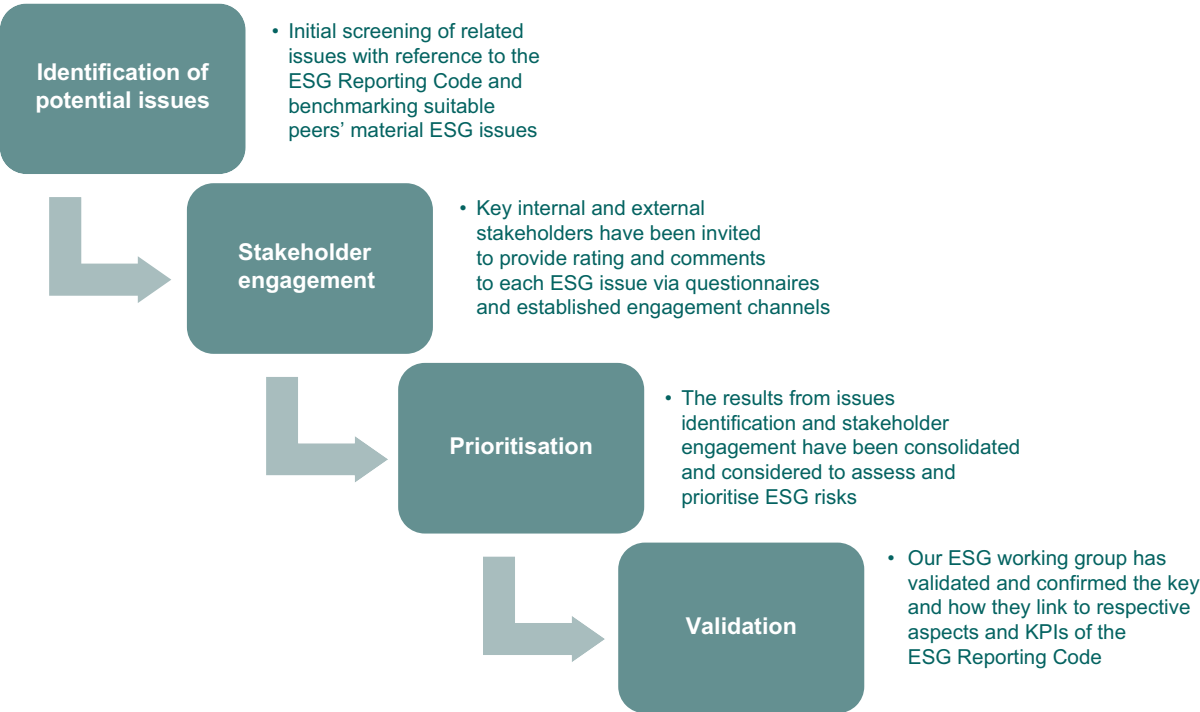 Identification of
potential issues
• Initial screening of related
issues with reference to the
ESG Reporting Code and
benchmarking suitable
peers’ material ESG issues
Stakeholder
engagement
• Key internal and external
stakeholders have been invited
to provide rating and comments
to each ESG issue via questionnaires
and established engagement channels
Prioritisation
• The results from issues
identification and stakeholder
engagement have been consolidated
and considered to assess and
prioritise ESG risks
Validation
• Our ESG working group has
validated and confirmed the key
and how they link to respective
aspects and KPIs of the
ESG Reporting Code